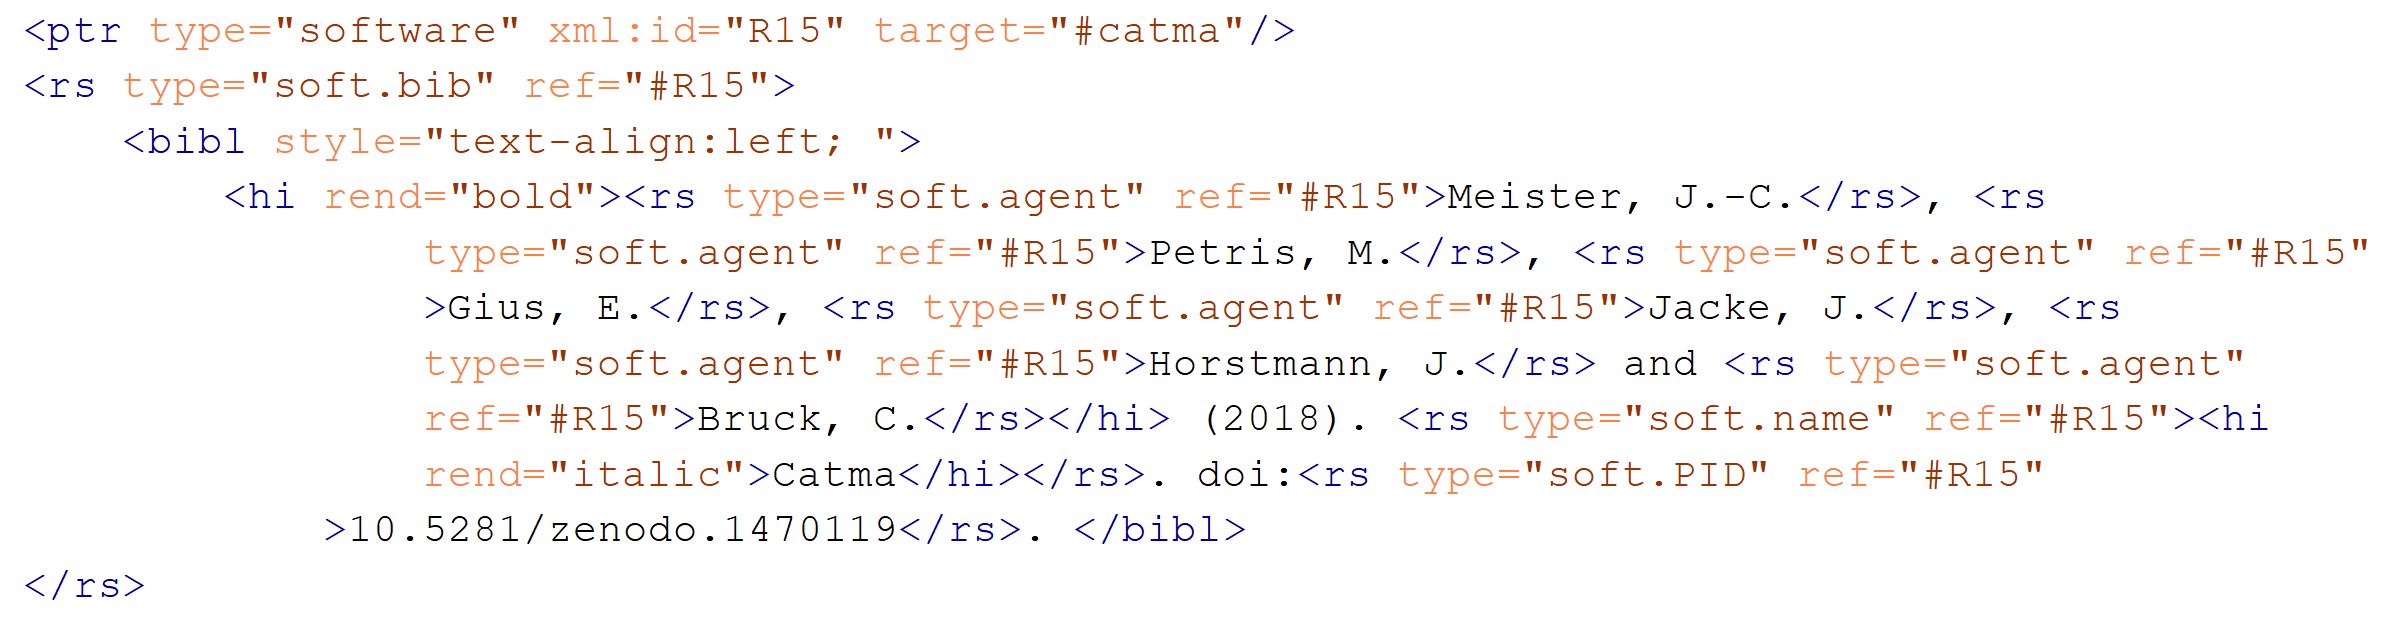 <ptr type="software" xml:id="R15" target="#catma"/>
<rs type="soft.bib" ref="#R15">
<bibl style="text-align:left; ">
<hi rend="bold"><rs type="soft.agent" ref="#R15">Meister, J.-C.</rs>, <rs
type="soft.agent" ref="#R15">Petris, M.</rs>, <rs type="soft.agent" ref="#R15"
>Gius, E.</rs>, <rs type="soft.agent" ref="#R15">Jacke, J.</rs>, <rs
type="soft.agent" ref="#R15">Horstmann, J.</rs> and <rs type="soft.agent"
ref="#R15">Bruck, C.</rs></hi> (2018). <rs type="soft.name" ref="#R15"><hi
rend="italic">Catma</hi></rs>. doi:<rs type="soft.PID" ref="#R15"
>10.5281/zenodo.1470119</rs>. </bibl>
</rs>